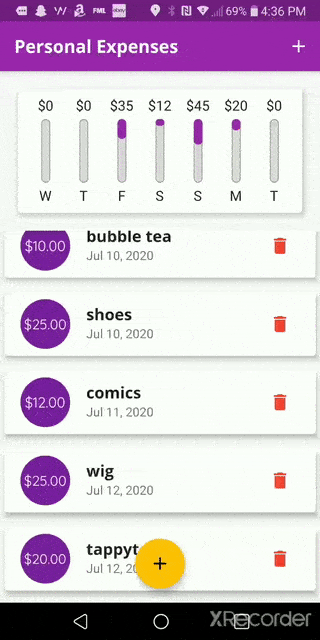 FML
ebay
69% 4:36 PM
Personal Expenses
$0 $0 $35 $12 $45 $20 $0
W T F S S M T
$10.00 bubble tea
Jul 10, 2020
$25.00 shoes
Jul 10, 2020
$12.00 comics
Jul 11, 2020
$25.00 wig
Jul 12, 2020
$20.00 tappyt
Jul 12, 20
XRecorder